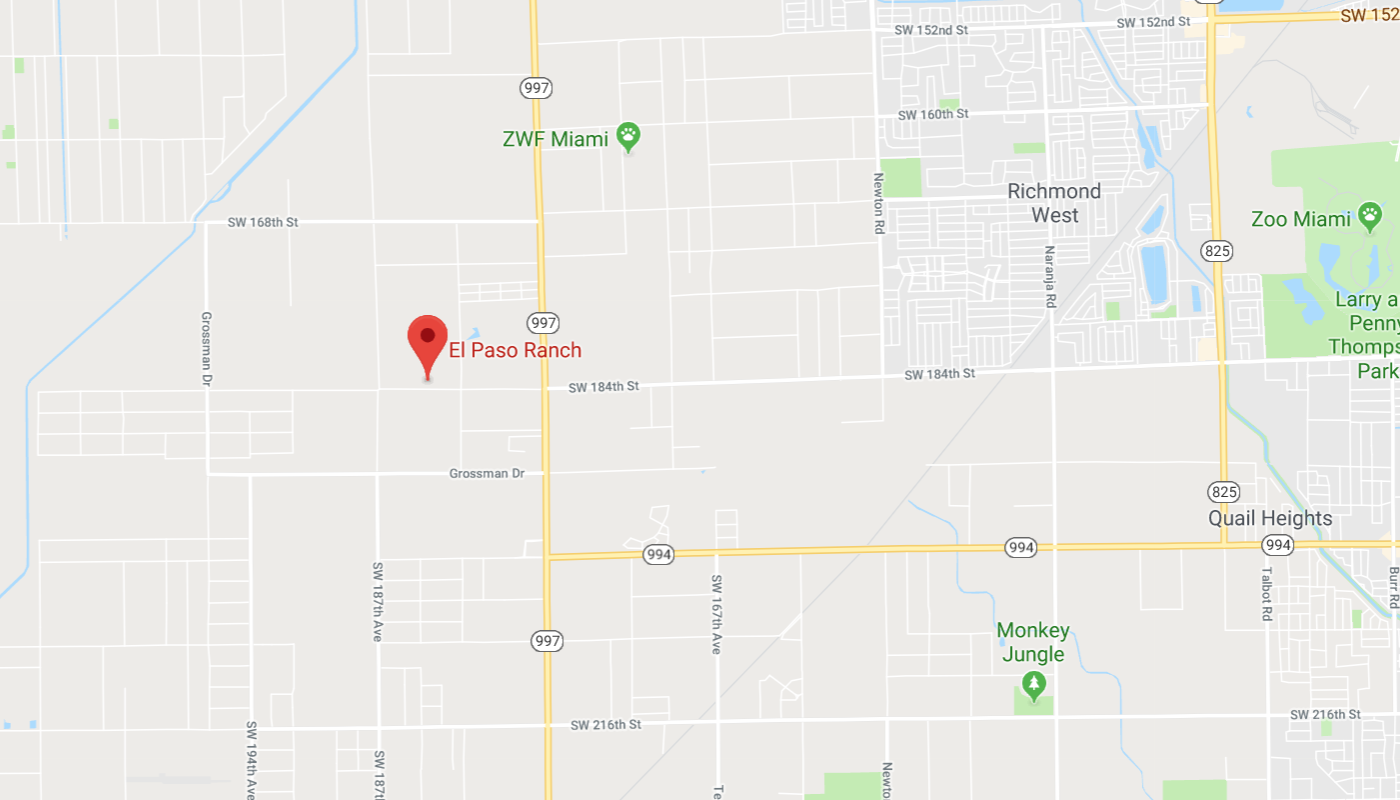 SW 152nd St
SW 152nd St
SW 152
997
SW 160th St
ZWF Miami
Newton Rd
Richmond
West
Zoo Miami
SW 168th St
825
Naranja Rd
Larry a
Penny
Thomps
Park
Grossman Dr
997
El Paso Ranch
SW 184th St
SW 184th St
Grossman Dr
825
Quail Heights
994
994
994
SW 187th Ave
SW 167th Ave
Talbot Rd
Burr Rd
997
Monkey
Jungle
SW 216th St
SW 216th St
SW 194th Ave
SW 187t
Newto
Te